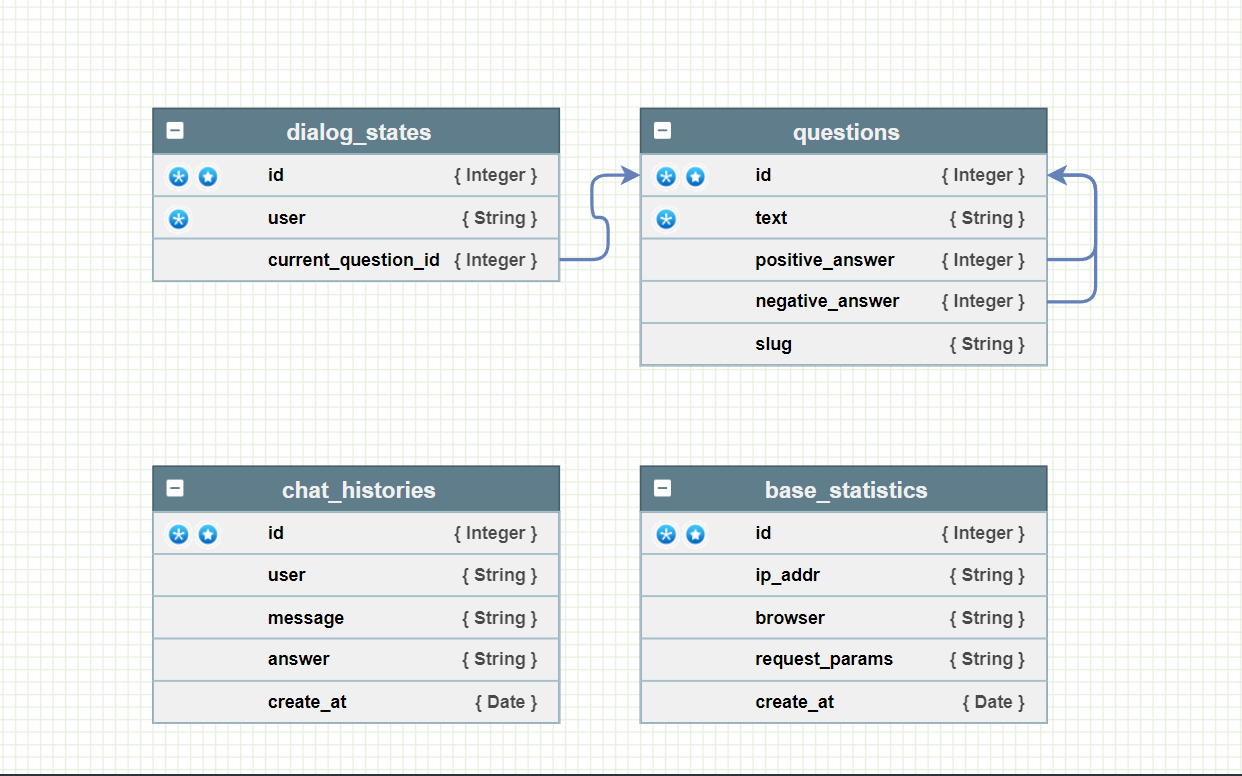 dialog_states
id { Integer }
user { String }
current_question_id { Integer }
questions
id { Integer }
text { String }
positive_answer { Integer }
negative_answer { Integer }
slug { String }
chat_histories
id { Integer }
user { String }
message { String }
answer { String }
create_at { Date }
base_statistics
id { Integer }
ip_addr { String }
browser { String }
request_params { String }
create_at { Date }